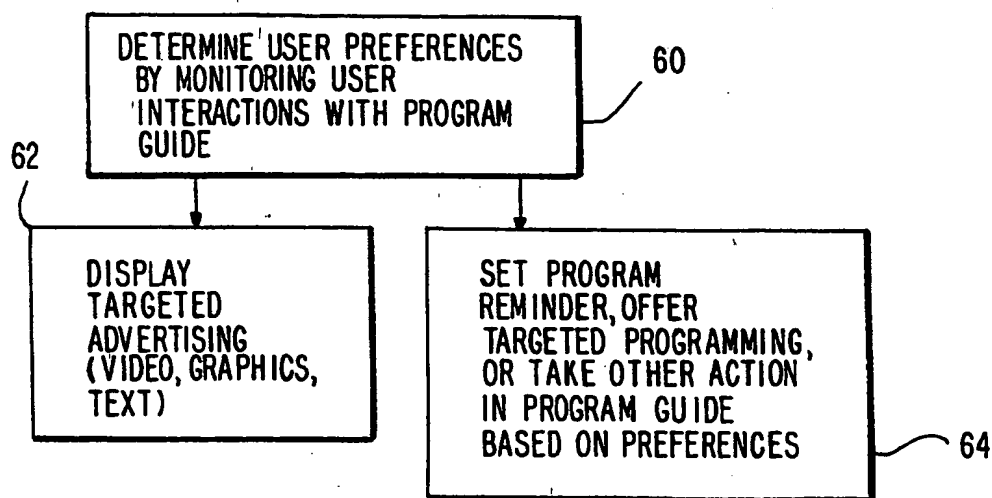 DETERMINE USER PREFERENCES
BY MONITORING USER
INTERACTIONS WITH PROGRAM
GUIDE
60
62
DISPLAY
TARGETED
ADVERTISING
(VIDEO, GRAPHICS,
TEXT)
SET PROGRAM
REMINDER, OFFER
TARGETED PROGRAMMING,
OR TAKE OTHER ACTION
IN PROGRAM GUIDE
BASED ON PREFERENCES
64